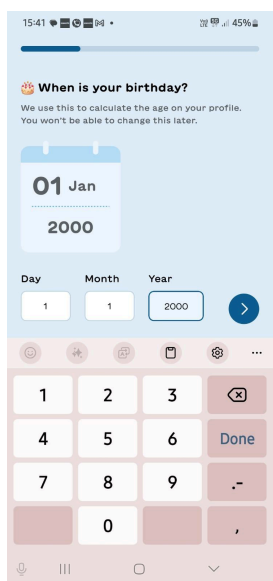 15:41
45%
When is your birthday?
We use this to calculate the age on your profile.
You won't be able to change this later.
01 Jan
2000
Day Month Year
1 1 2000
1 2 3
4 5 6 Done
7 8 9 .-
0 ,